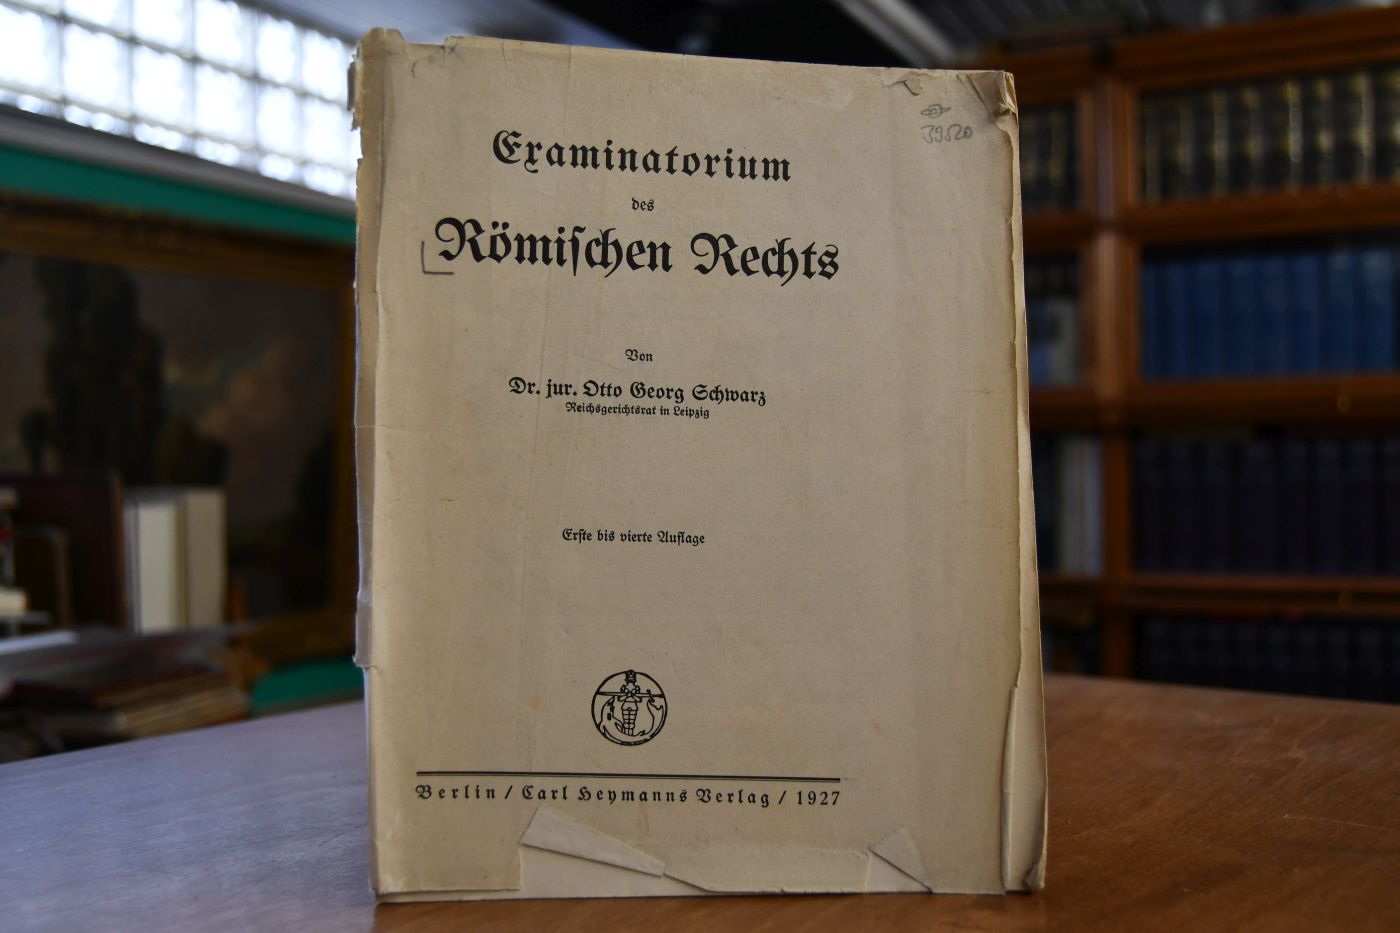 39520
Examinatorium
des
Römiſchen Rechts
Von
Dr. jur. Otto Georg Schwarz
Reichsgerichtsrat in Leipzig
Erſte bis vierte Auflage
Berlin / Carl Heymanns Verlag / 1927